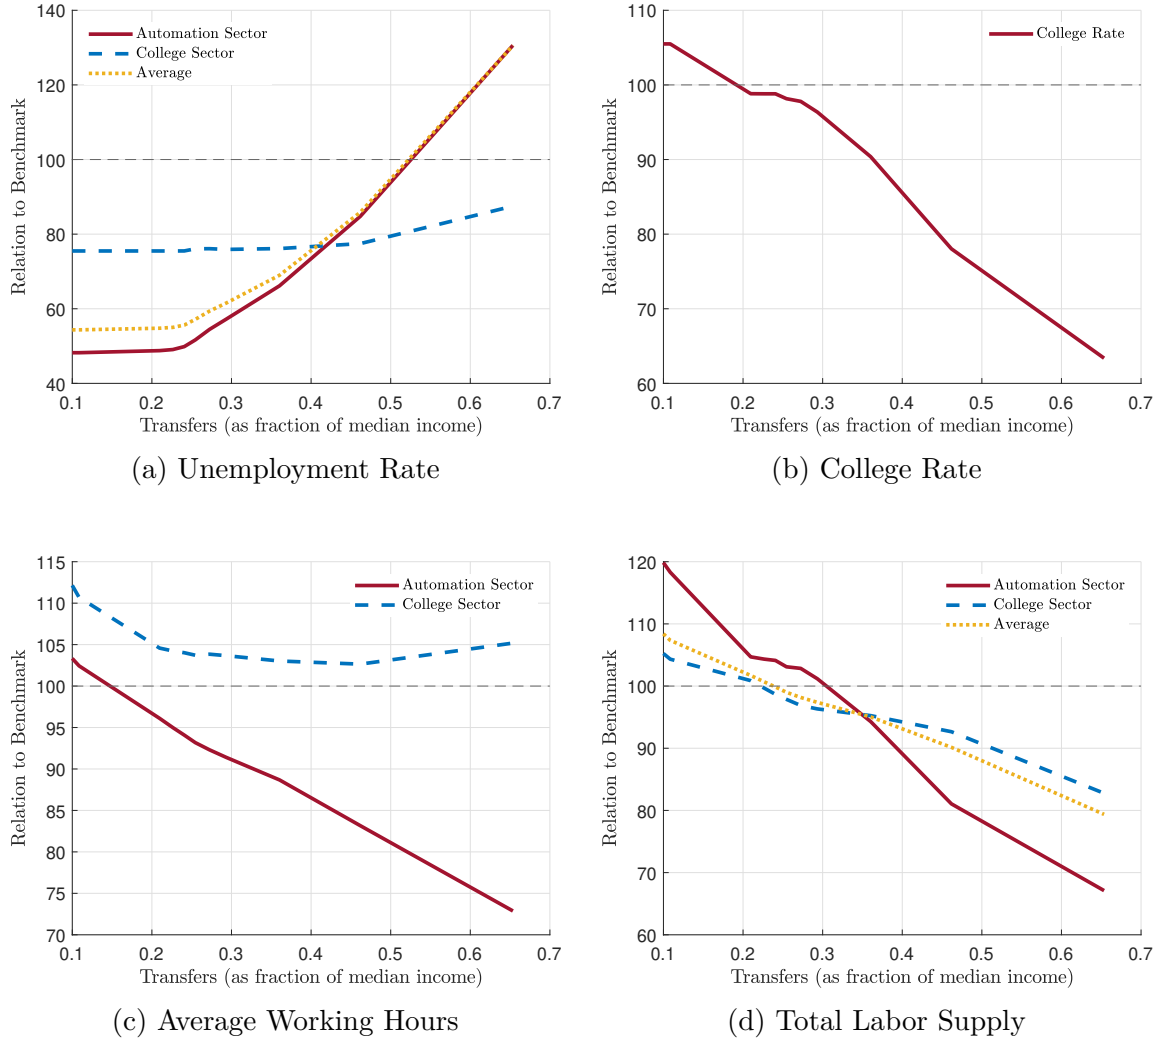 140
120
100
80
60
40
0.1 0.2 0.3 0.4 0.5 0.6 0.7
Relation to Benchmark
Automation Sector
College Sector
Average
Transfers (as fraction of median income)
(a) Unemployment Rate
110
100
90
80
70
60
0.1 0.2 0.3 0.4 0.5 0.6 0.7
Relation to Benchmark
College Rate
Transfers (as fraction of median income)
(b) College Rate
115
110
105
100
95
90
85
80
75
70
0.1 0.2 0.3 0.4 0.5 0.6 0.7
Relation to Benchmark
Automation Sector
College Sector
Transfers (as fraction of median income)
(c) Average Working Hours
120
110
100
90
80
70
60
0.1 0.2 0.3 0.4 0.5 0.6 0.7
Relation to Benchmark
Automation Sector
College Sector
Average
Transfers (as fraction of median income)
(d) Total Labor Supply